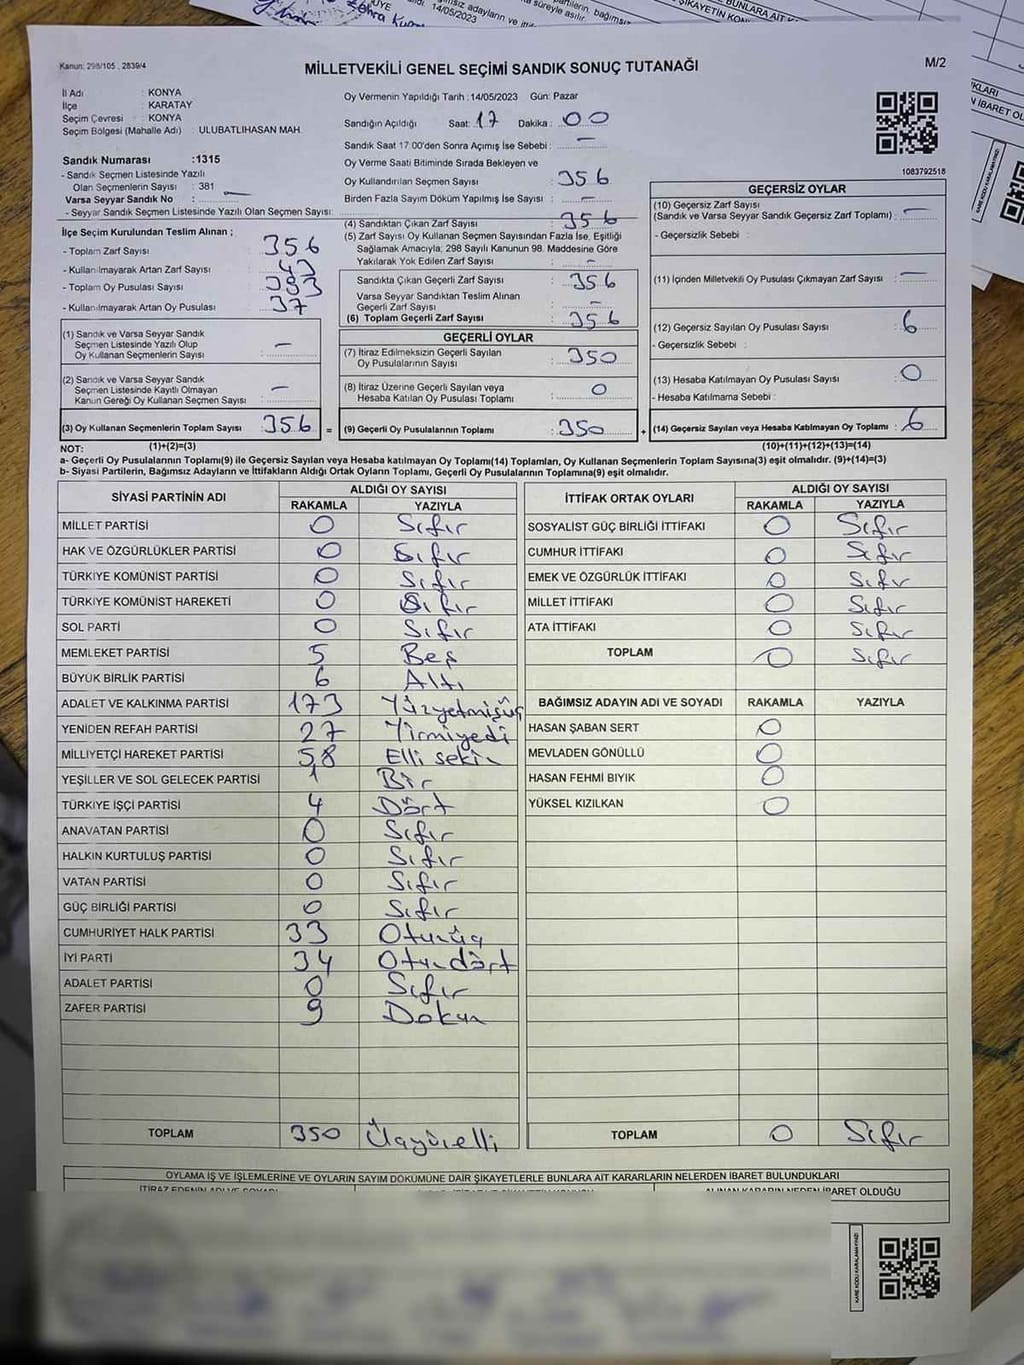 Kanun: 298/105 , 2839/4
MİLLETVEKİLİ GENEL SEÇİMİ SANDIK SONUÇ TUTANAĞI
M/2
İl Adı : KONYA
İlçe : KARATAY
Seçim Çevresi : KONYA
Seçim Bölgesi (Mahalle Adı) : ULUBATLIHASAN MAH.
Sandık Numarası :1315
- Sandık Seçmen Listesinde Yazılı
Olan Seçmenlerin Sayısı : 381
Varsa Seyyar Sandık No : —
- Seyyar Sandık Seçmen Listesinde Yazılı Olan Seçmen Sayısı:
Oy Vermenin Yapıldığı Tarih : 14/05/2023 Gün: Pazar
Sandığın Açıldığı Saat: 17 Dakika: 00
Sandık Saat 17:00'den Sonra Açımış İse Sebebi : —
Oy Verme Saati Bitiminde Sırada Bekleyen ve
Oy Kullandırılan Seçmen Sayısı : 356
Birden Fazla Sayım Döküm Yapılmış İse Sayısı : —
1083792518
İlçe Seçim Kurulundan Teslim Alınan ;
- Toplam Zarf Sayısı : 356
- Kullanılmayarak Artan Zarf Sayısı : 43
- Toplam Oy Pusulası Sayısı : 393
- Kullanılmayarak Artan Oy Pusulası : 37
(1) Sandık ve Varsa Seyyar Sandık
Seçmen Listesinde Yazılı Olup
Oy Kullanan Seçmenlerin Sayısı : —
(2) Sandık ve Varsa Seyyar Sandık
Seçmen Listesinde Kayıtlı Olmayan
Kanun Gereği Oy Kullanan Seçmen Sayısı : —
(3) Oy Kullanan Seçmenlerin Toplam Sayısı : 356 =
(4) Sandıktan Çıkan Zarf Sayısı : 356
(5) Zarf Sayısı Oy Kullanan Seçmen Sayısından Fazla İse, Eşitliği
Sağlamak Amacıyla; 298 Sayılı Kanunun 98. Maddesine Göre
Yakılarak Yok Edilen Zarf Sayısı : —
Sandıkta Çıkan Geçerli Zarf Sayısı : 356
Varsa Seyyar Sandıktan Teslim Alınan
Geçerli Zarf Sayısı : —
(6) Toplam Geçerli Zarf Sayısı : 356
GEÇERLİ OYLAR
(7) İtiraz Edilmeksizin Geçerli Sayılan
Oy Pusulalarının Sayısı : 350
(8) İtiraz Üzerine Geçerli Sayılan veya
Hesaba Katılan Oy Pusulası Toplamı : 0
(9) Geçerli Oy Pusulalarının Toplamı : 350 +
GEÇERSİZ OYLAR
(10) Geçersiz Zarf Sayısı
(Sandık ve Varsa Seyyar Sandık Geçersiz Zarf Toplamı) : —
- Geçersizlik Sebebi :
(11) İçinden Milletvekili Oy Pusulası Çıkmayan Zarf Sayısı : —
(12) Geçersiz Sayılan Oy Pusulası Sayısı : 6
- Geçersizlik Sebebi :
(13) Hesaba Katılmayan Oy Pusulası Sayısı : 0
- Hesaba Katılmama Sebebi :
(14) Geçersiz Sayılan veya Hesaba Katılmayan Oy Toplamı : 6
NOT: (1)+(2)=(3) (10)+(11)+(12)+(13)=(14)
a- Geçerli Oy Pusulalarının Toplamı(9) ile Geçersiz Sayılan veya Hesaba katılmayan Oy Toplamı(14) Toplamları, Oy Kullanan Seçmenlerin Toplam Sayısına(3) eşit olmalıdır. (9)+(14)=(3)
b- Siyasi Partilerin, Bağımsız Adayların ve İttifakların Aldığı Ortak Oyların Toplamı, Geçerli Oy Pusulalarının Toplamına(9) eşit olmalıdır.
SİYASİ PARTİNİN ADI ALDIĞI OY SAYISI
RAKAMLA YAZIYLA
MİLLET PARTİSİ 0 Sıfır
HAK VE ÖZGÜRLÜKLER PARTİSİ 0 Sıfır
TÜRKİYE KOMÜNİST PARTİSİ 0 Sıfır
TÜRKİYE KOMÜNİST HAREKETİ 0 Sıfır
SOL PARTİ 0 Sıfır
MEMLEKET PARTİSİ 5 Beş
BÜYÜK BİRLİK PARTİSİ 6 Altı
ADALET VE KALKINMA PARTİSİ 173 Yüzyetmişüç
YENİDEN REFAH PARTİSİ 27 Yirmiyedi
MİLLİYETÇİ HAREKET PARTİSİ 58 Elli sekiz
YEŞİLLER VE SOL GELECEK PARTİSİ 1 Bir
TÜRKİYE İŞÇİ PARTİSİ 4 Dört
ANAVATAN PARTİSİ 0 Sıfır
HALKIN KURTULUŞ PARTİSİ 0 Sıfır
VATAN PARTİSİ 0 Sıfır
GÜÇ BİRLİĞİ PARTİSİ 0 Sıfır
CUMHURİYET HALK PARTİSİ 33 Otuzüç
İYİ PARTİ 34 Otuzdört
ADALET PARTİSİ 0 Sıfır
ZAFER PARTİSİ 9 Dokuz
TOPLAM 350 Üçyüzelli
İTTİFAK ORTAK OYLARI ALDIĞI OY SAYISI
RAKAMLA YAZIYLA
SOSYALİST GÜÇ BİRLİĞİ İTTİFAKI 0 Sıfır
CUMHUR İTTİFAKI 0 Sıfır
EMEK VE ÖZGÜRLÜK İTTİFAKI 0 Sıfır
MİLLET İTTİFAKI 0 Sıfır
ATA İTTİFAKI 0 Sıfır
TOPLAM 0 Sıfır
BAĞIMSIZ ADAYIN ADI VE SOYADI RAKAMLA YAZIYLA
HASAN ŞABAN SERT 0
MEVLADEN GÖNÜLLÜ 0
HASAN FEHMİ BIYIK 0
YÜKSEL KIZILKAN 0
TOPLAM 0 Sıfır
OYLAMA İŞ VE İŞLEMLERİNE VE OYLARIN SAYIM DÖKÜMÜNE DAİR ŞİKAYETLERLE BUNLARA AİT KARARLARIN NELERDEN İBARET BULUNDUKLARI
ALINAN KARARIN NEDEN İBARET OLDUĞU
KARE KODU KARALAMAYINIZ!